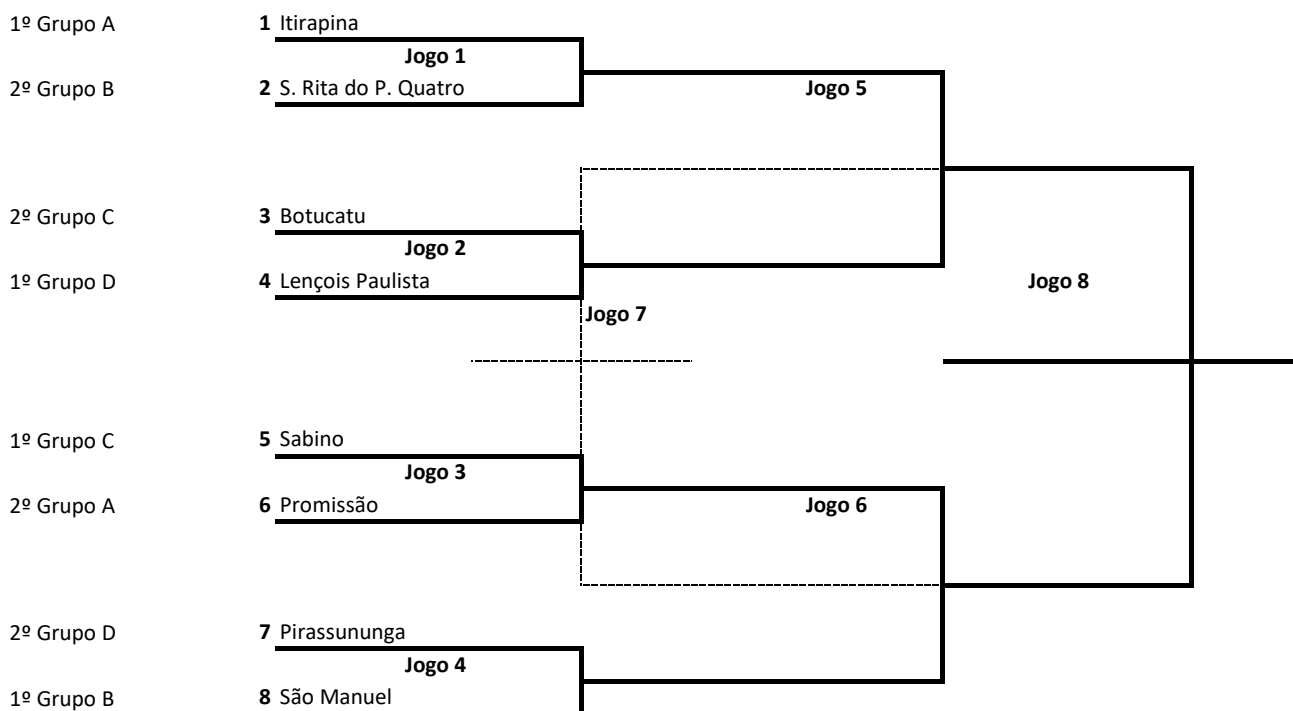 1º Grupo A 1 Itirapina
Jogo 1
2º Grupo B 2 S. Rita do P. Quatro Jogo 5
2º Grupo C 3 Botucatu
Jogo 2
1º Grupo D 4 Lençois Paulista Jogo 8
Jogo 7
1º Grupo C 5 Sabino
Jogo 3
2º Grupo A 6 Promissão Jogo 6
2º Grupo D 7 Pirassununga
Jogo 4
1º Grupo B 8 São Manuel